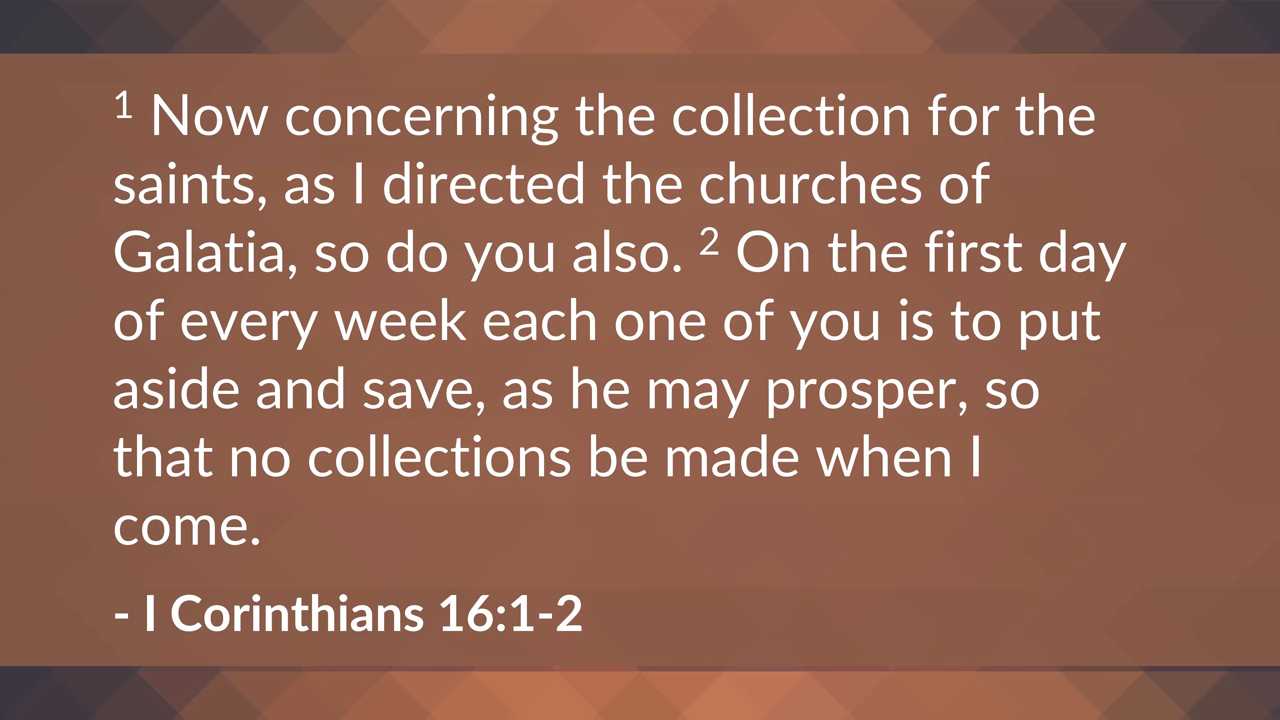 1 Now concerning the collection for the
saints, as I directed the churches of
Galatia, so do you also. 2 On the first day
of every week each one of you is to put
aside and save, as he may prosper, so
that no collections be made when I
come.
- I Corinthians 16:1-2